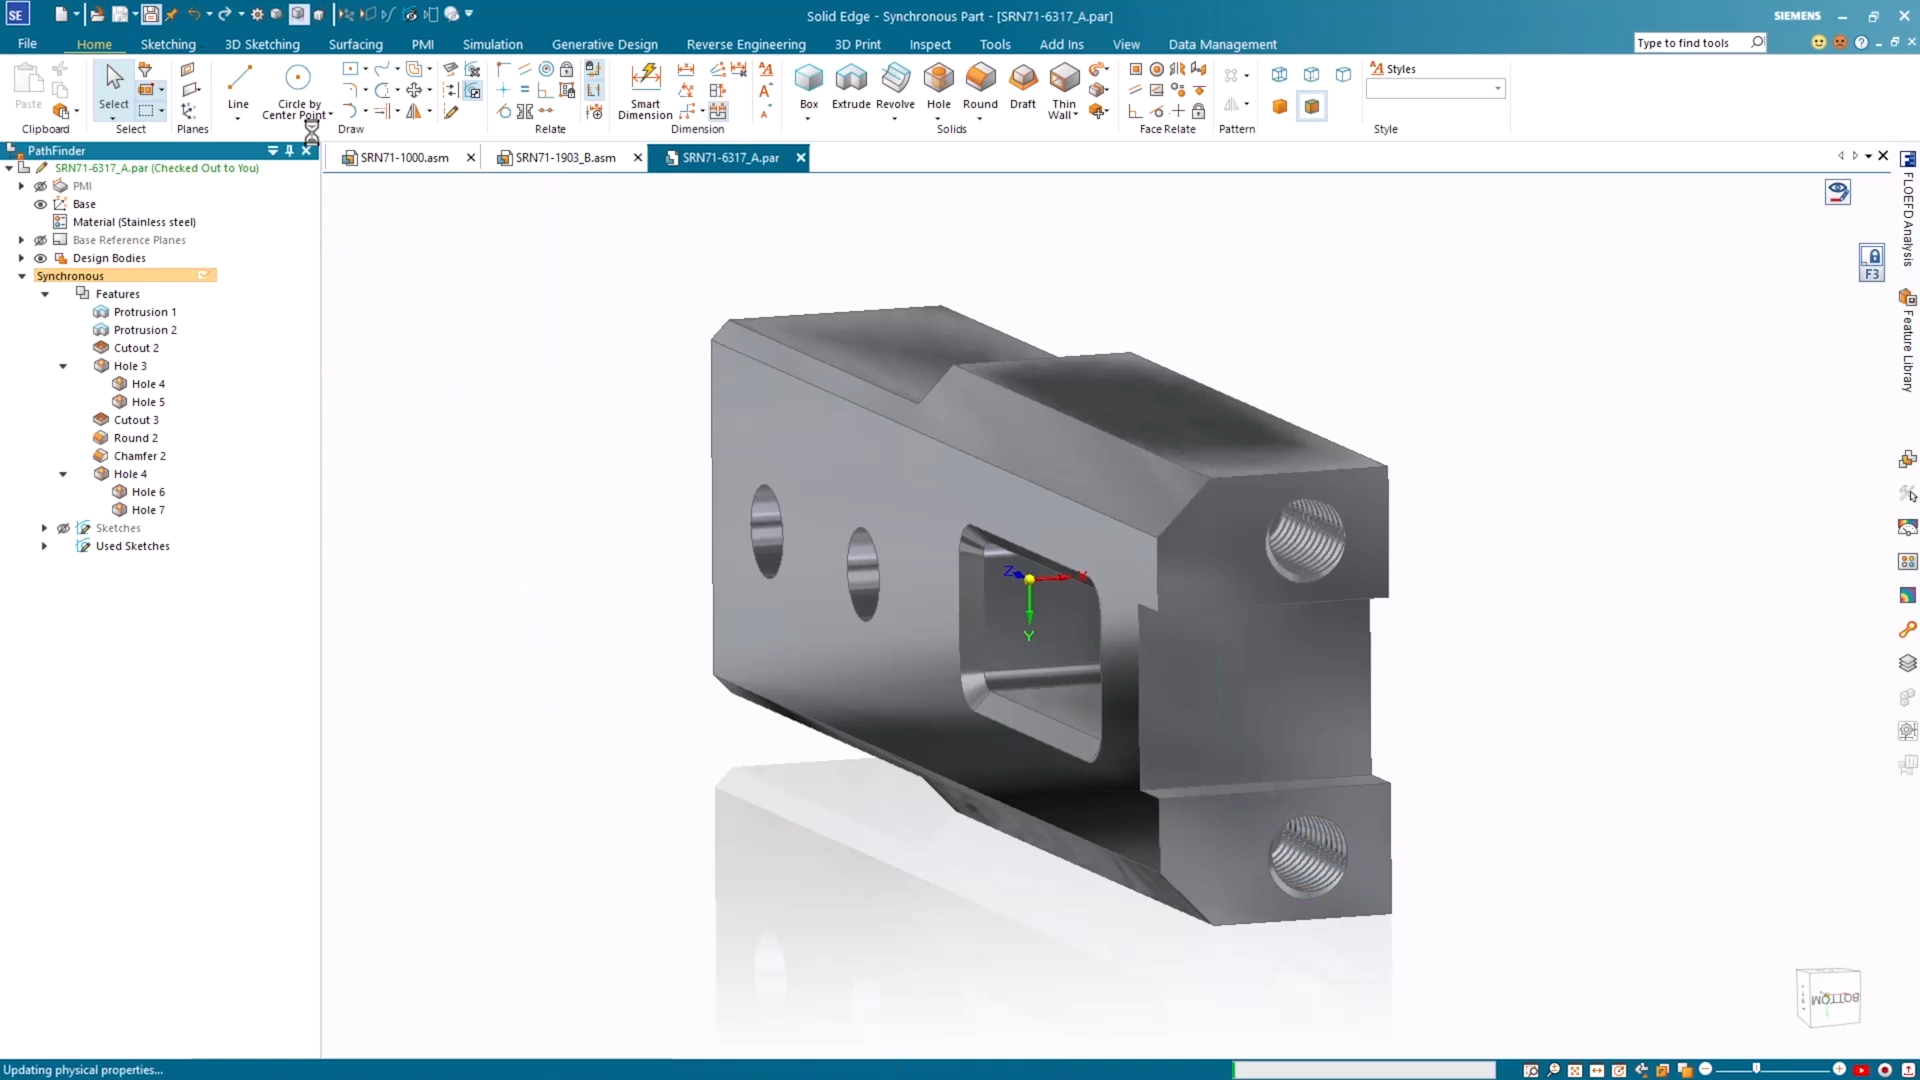 SE
Solid Edge - Synchronous Part - [SRN71-6317_A.par]
SIEMENS
File
Home
Sketching
3D Sketching
Surfacing
PMI
Simulation
Generative Design
Reverse Engineering
3D Print
Inspect
Tools
Add Ins
View
Data Management
Type to find tools
Paste
Clipboard
Select
Select
Planes
Line
Circle by
Center Point
Draw
Relate
Smart
Dimension
Dimension
Box
Extrude
Revolve
Hole
Round
Draft
Thin
Wall
Solids
Face Relate
Pattern
Styles
Style
PathFinder
SRN71-6317_A.par (Checked Out to You)
PMI
Base
Material (Stainless steel)
Base Reference Planes
Design Bodies
Synchronous
Features
Protrusion 1
Protrusion 2
Cutout 2
Hole 3
Hole 4
Hole 5
Cutout 3
Round 2
Chamfer 2
Hole 4
Hole 6
Hole 7
Sketches
Used Sketches
SRN71-1000.asm
SRN71-1903_B.asm
SRN71-6317_A.par
F3
FLOEFD Analysis
Feature Library
Z
X
Y
BOTTOM
Updating physical properties...